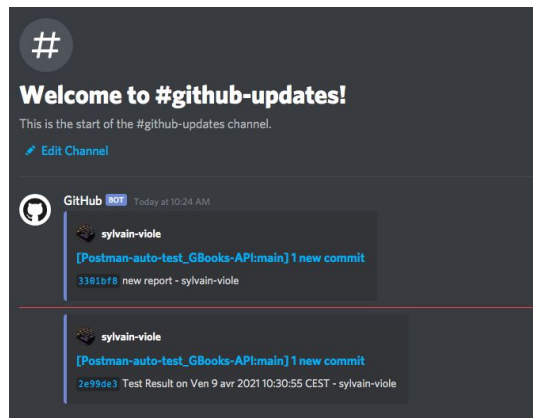 #
Welcome to #github-updates!
This is the start of the #github-updates channel.
Edit Channel
GitHub BOT Today at 10:24 AM
sylvain-viole
[Postman-auto-test_GBooks-API:main] 1 new commit
3301bf8 new report - sylvain-viole
sylvain-viole
[Postman-auto-test_GBooks-API:main] 1 new commit
2e99de3 Test Result on Ven 9 avr 2021 10:30:55 CEST - sylvain-viole